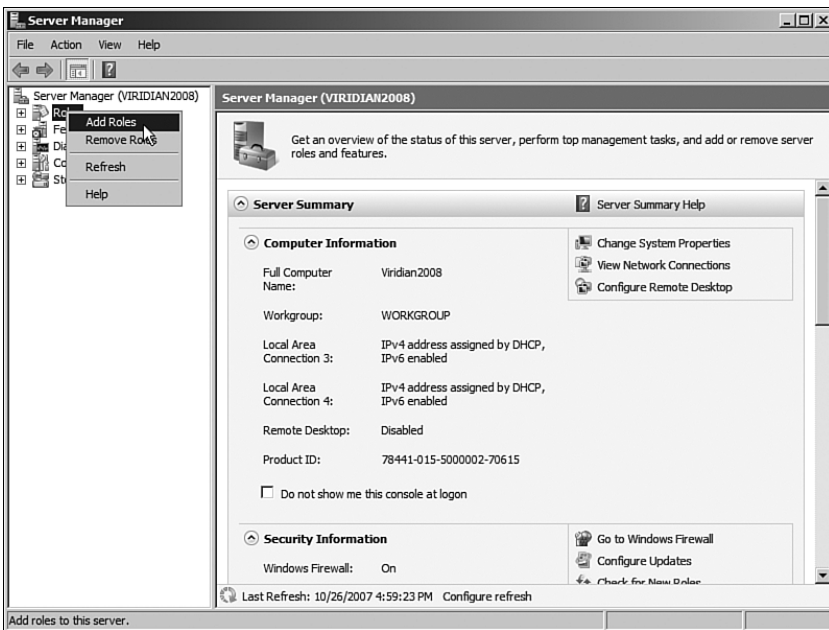 Server Manager
File Action View Help
Server Manager (VIRIDIAN2008)
Add Roles
Remove Roles
Refresh
Help
Server Manager (VIRIDIAN2008)
Get an overview of the status of this server, perform top management tasks, and add or remove server
roles and features.
Server Summary
Server Summary Help
Computer Information
Full Computer
Name:
Viridian2008
Workgroup:
WORKGROUP
Local Area
Connection 3:
IPv4 address assigned by DHCP,
IPv6 enabled
Local Area
Connection 4:
IPv4 address assigned by DHCP,
IPv6 enabled
Remote Desktop:
Disabled
Product ID:
78441-015-5000002-70615
Do not show me this console at logon
Change System Properties
View Network Connections
Configure Remote Desktop
Security Information
Windows Firewall:
On
Go to Windows Firewall
Configure Updates
Check for New Roles
Last Refresh: 10/26/2007 4:59:23 PM Configure refresh
Add roles to this server.